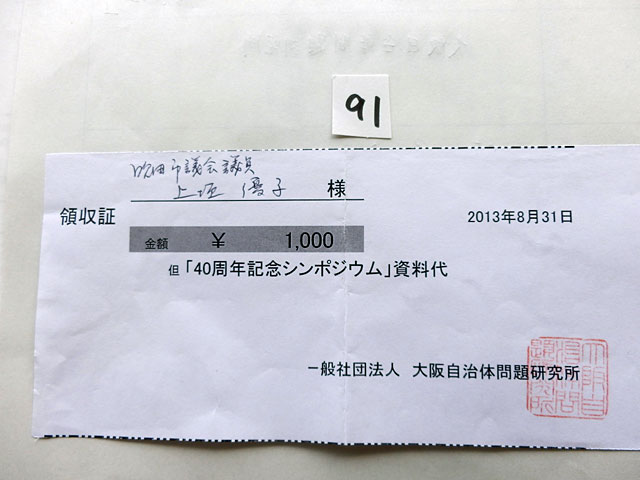 91
吹田市議会議員
上垣優子 様
領収証
2013年8月31日
金額 ¥ 1,000
但「40周年記念シンポジウム」資料代
一般社団法人 大阪自治体問題研究所